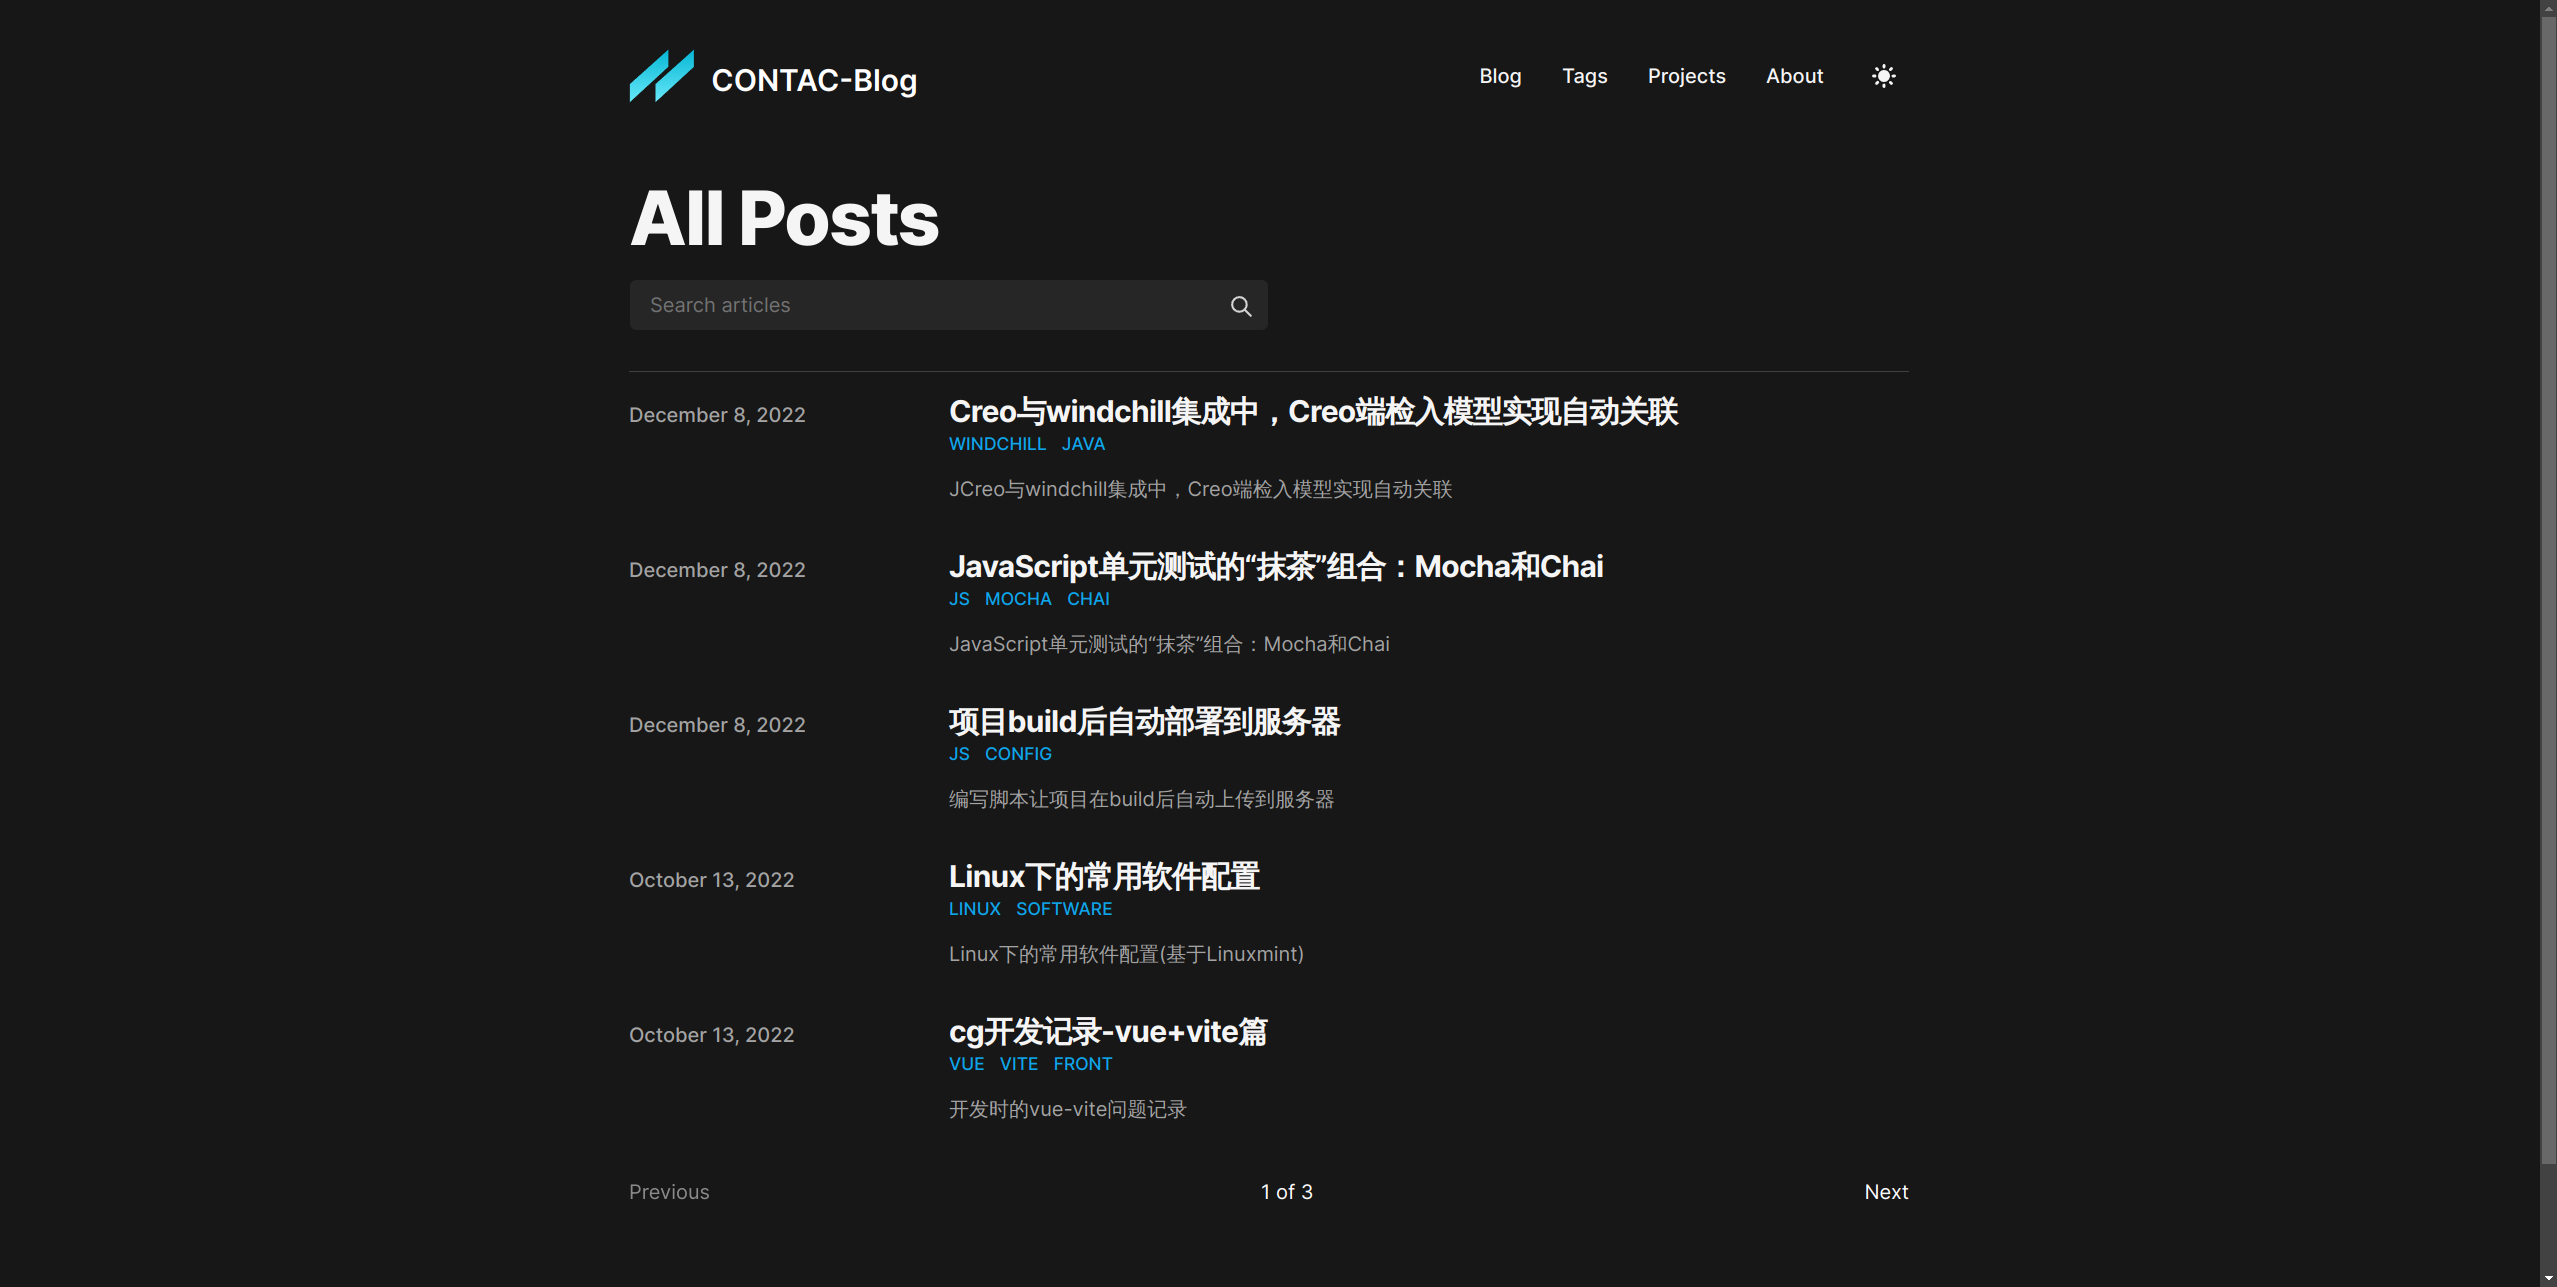 CONTAC-Blog
Blog Tags Projects About
All Posts
Search articles
December 8, 2022
Creo与windchill集成中，Creo端检入模型实现自动关联
WINDCHILL JAVA
JCreo与windchill集成中，Creo端检入模型实现自动关联
December 8, 2022
JavaScript单元测试的“抹茶”组合：Mocha和Chai
JS MOCHA CHAI
JavaScript单元测试的“抹茶”组合：Mocha和Chai
December 8, 2022
项目build后自动部署到服务器
JS CONFIG
编写脚本让项目在build后自动上传到服务器
October 13, 2022
Linux下的常用软件配置
LINUX SOFTWARE
Linux下的常用软件配置(基于Linuxmint)
October 13, 2022
cg开发记录-vue+vite篇
VUE VITE FRONT
开发时的vue-vite问题记录
Previous 1 of 3 Next